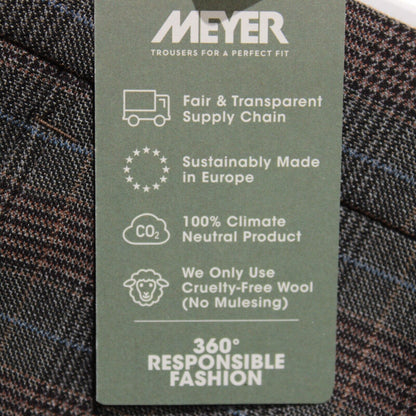 MEYER
TROUSERS FOR A PERFECT FIT
Fair & Transparent
Supply Chain
Sustainably Made
in Europe
CO₂
100% Climate
Neutral Product
We Only Use
Cruelty-Free Wool
(No Mulesing)
360°
RESPONSIBLE
FASHION